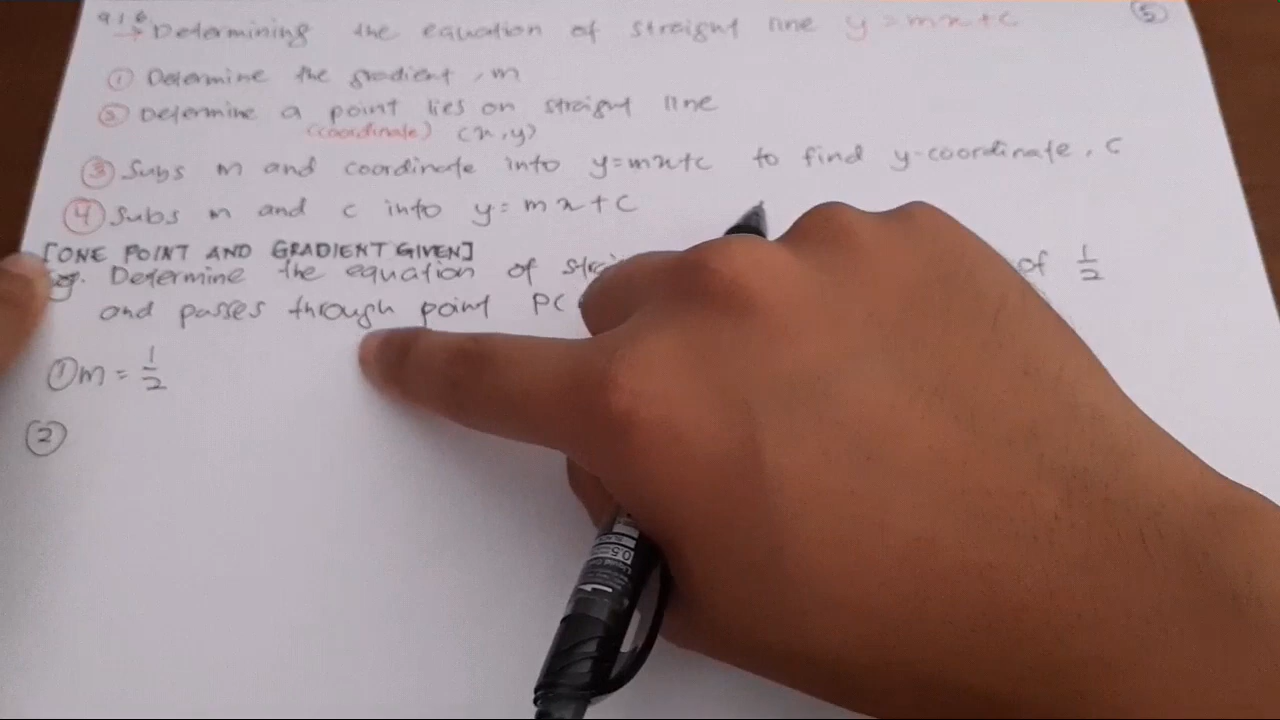 9.1.6 → Determining the equation of straight line y = mx + c
⑤
① Determine the gradient, m
② Determine a point lies on straight line
(coordinate) (x, y)
③ Subs m and coordinate into y=mx+c to find y-coordinate, c
④ Subs m and c into y = mx + c
[ONE POINT AND GRADIENT GIVEN]
eg. Determine the equation of of 1/2
and passes through point P(
① m = 1/2
②
0.5